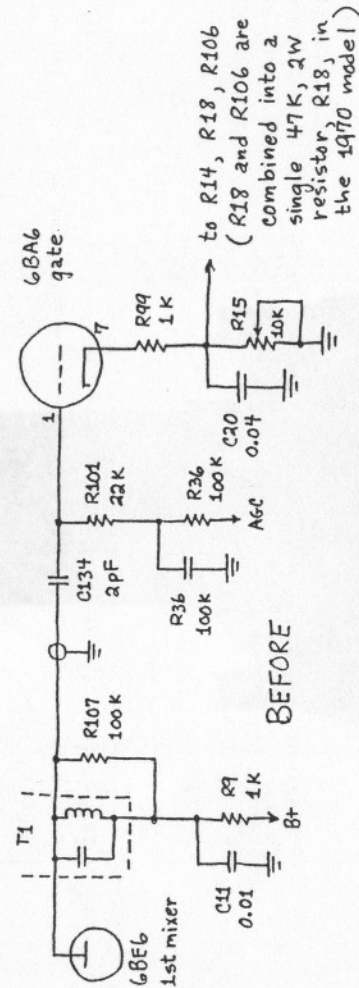 6BE6
1st mixer
T1
R107
100K
C11
0.01
R9
1K
B+
BEFORE
C134
2pF
R101
22K
R36
100K
R36
100K
AGC
1
6BA6
gate
7
R99
1K
R15
10K
C20
0.04
to R14, R18, R106
(R18 and R106 are
combined into a
single 47K, 2W
resistor, R18, in
the 1970 model)